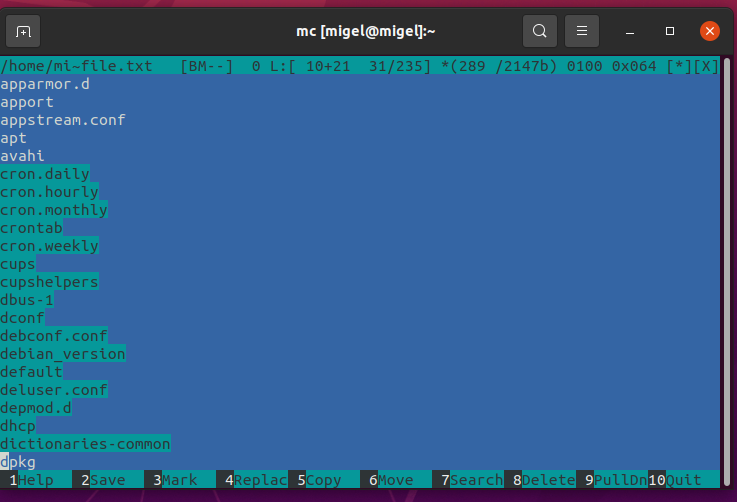 mc [migel@migel]:~
/home/mi~file.txt   [BM--]  0 L:[ 10+21  31/235] *(289 /2147b) 0100 0x064 [*][X]
apparmor.d
apport
appstream.conf
apt
avahi
cron.daily
cron.hourly
cron.monthly
crontab
cron.weekly
cups
cupshelpers
dbus-1
dconf
debconf.conf
debian_version
default
deluser.conf
depmod.d
dhcp
dictionaries-common
dpkg
1Help  2Save  3Mark  4Replac 5Copy  6Move  7Search 8Delete 9PullDn 10Quit